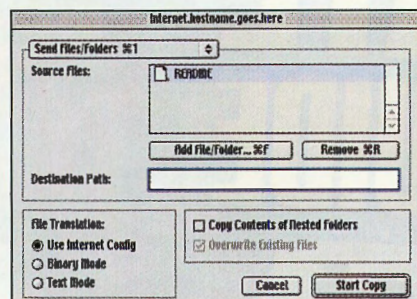 Internet.hostname.goes.here
Send Files/Folders ⌘1
Source Files:
README
Add File/Folder... ⌘F
Remove ⌘R
Destination Path:
File Translation:
Use Internet Config
Binary Mode
Text Mode
Copy Contents of Nested Folders
Overwrite Existing Files
Cancel
Start Copy